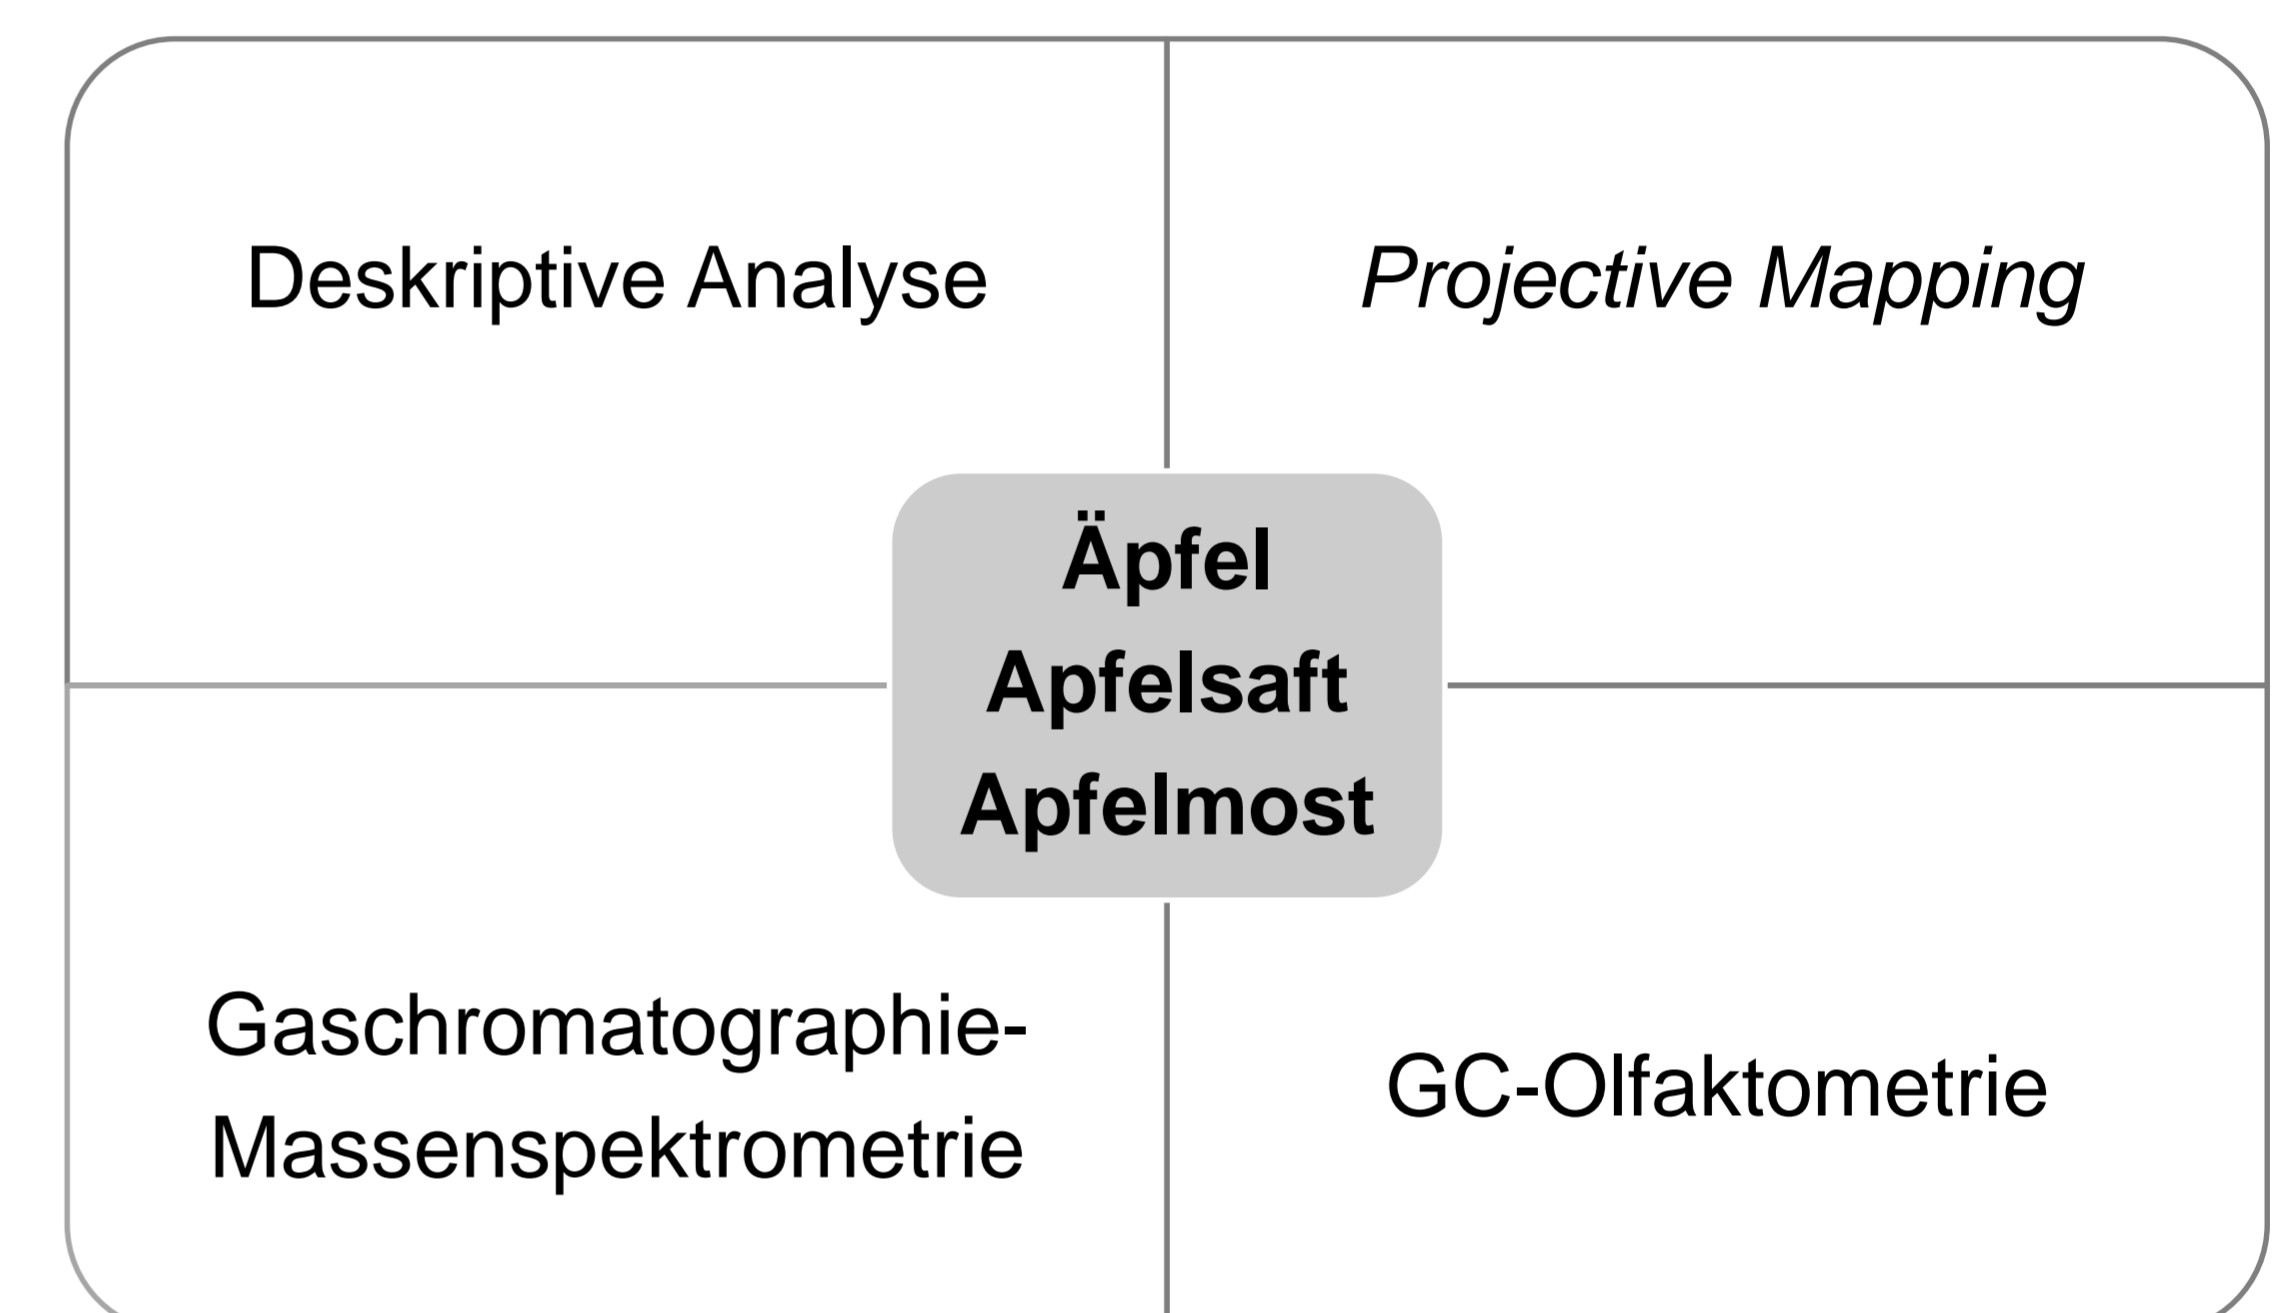 Deskriptive Analyse
Projective Mapping
Äpfel
Apfelsaft
Apfelmost
Gaschromatographie-
Massenspektrometrie
GC-Olfaktometrie